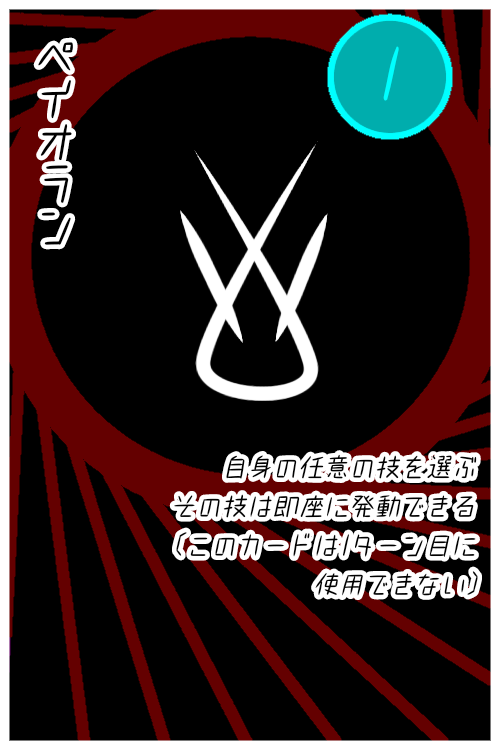 ペイオラン
1
自身の任意の技を選ぶ
その技は即座に発動できる
(このカードは1ターン目に
使用できない)